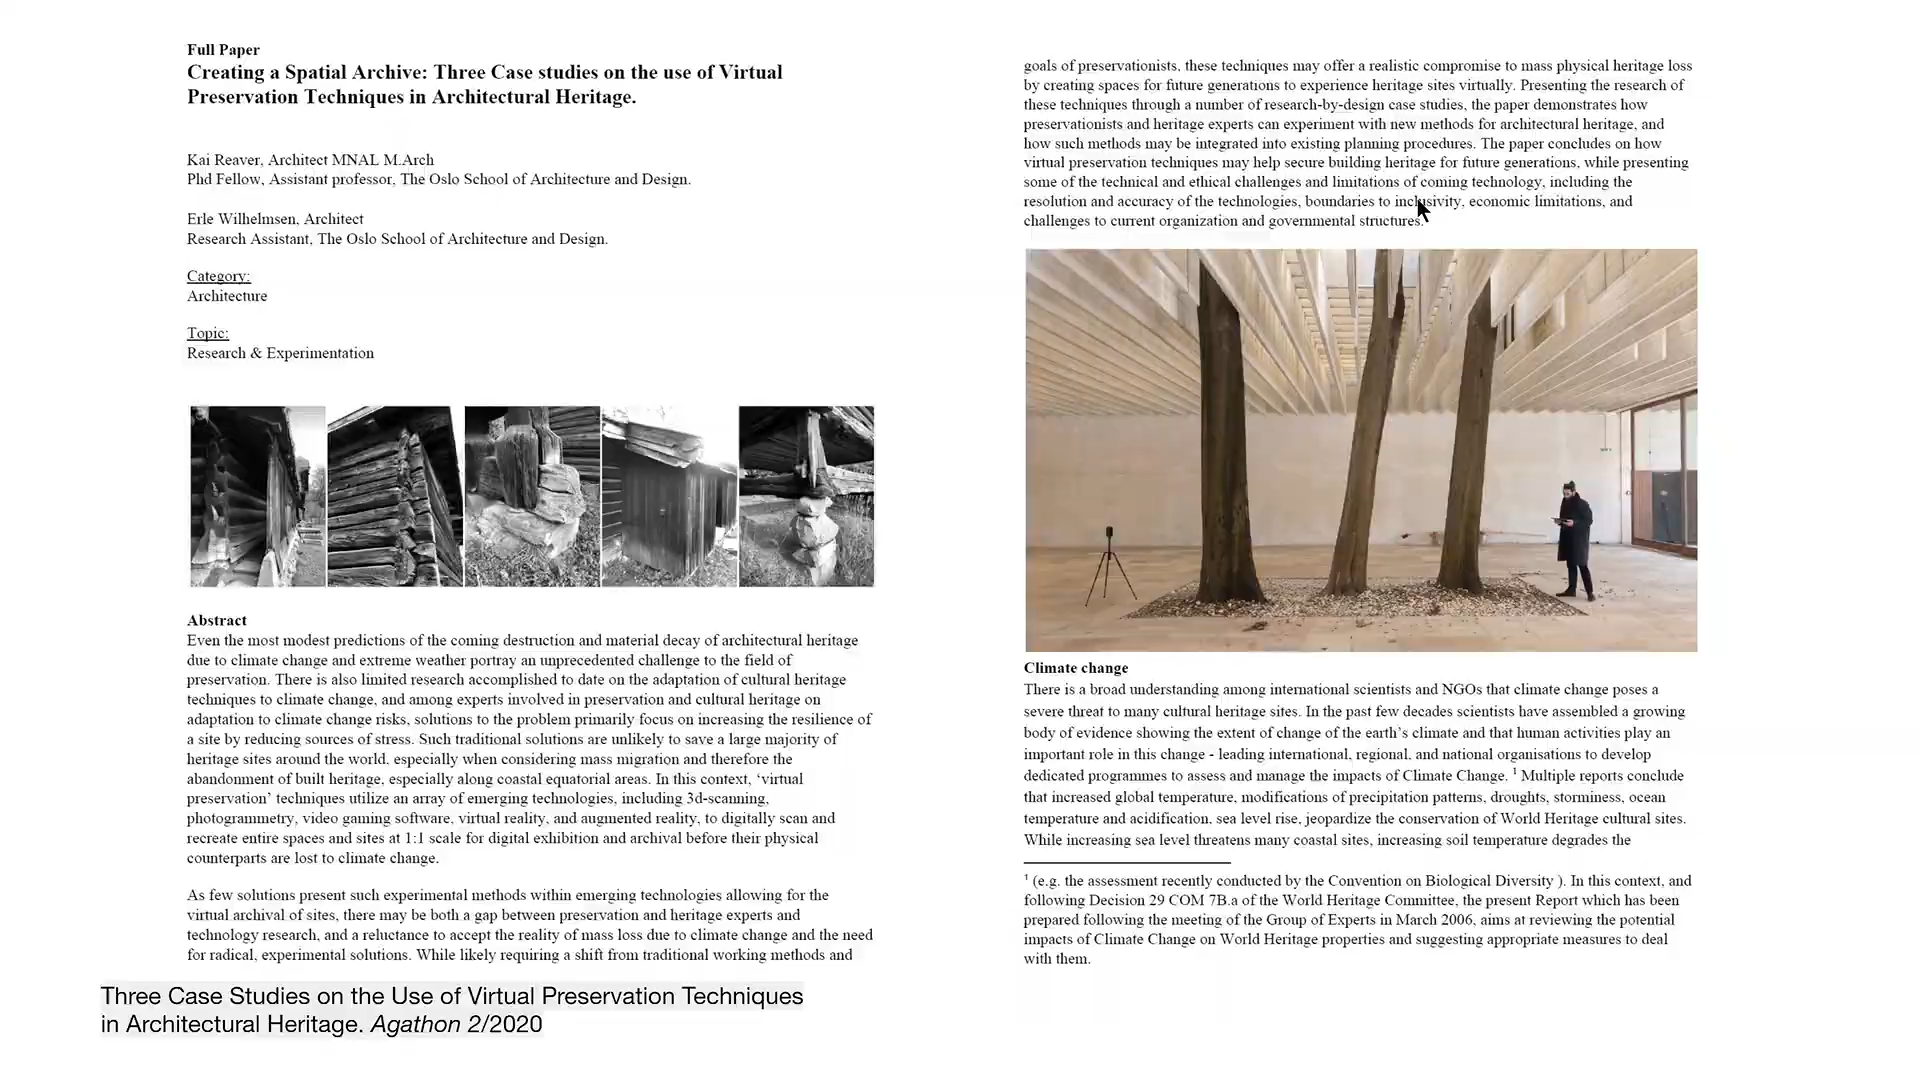 Full Paper
Creating a Spatial Archive: Three Case studies on the use of Virtual
Preservation Techniques in Architectural Heritage.
Kai Reaver, Architect MNAL M.Arch
Phd Fellow, Assistant professor, The Oslo School of Architecture and Design.
Erle Wilhelmsen, Architect
Research Assistant, The Oslo School of Architecture and Design.
Category:
Architecture
Topic:
Research & Experimentation
Abstract
Even the most modest predictions of the coming destruction and material decay of architectural heritage
due to climate change and extreme weather portray an unprecedented challenge to the field of
preservation. There is also limited research accomplished to date on the adaptation of cultural heritage
techniques to climate change, and among experts involved in preservation and cultural heritage on
adaptation to climate change risks, solutions to the problem primarily focus on increasing the resilience of
a site by reducing sources of stress. Such traditional solutions are unlikely to save a large majority of
heritage sites around the world, especially when considering mass migration and therefore the
abandonment of built heritage, especially along coastal equatorial areas. In this context, ‘virtual
preservation’ techniques utilize an array of emerging technologies, including 3d-scanning,
photogrammetry, video gaming software, virtual reality, and augmented reality, to digitally scan and
recreate entire spaces and sites at 1:1 scale for digital exhibition and archival before their physical
counterparts are lost to climate change.
As few solutions present such experimental methods within emerging technologies allowing for the
virtual archival of sites, there may be both a gap between preservation and heritage experts and
technology research, and a reluctance to accept the reality of mass loss due to climate change and the need
for radical, experimental solutions. While likely requiring a shift from traditional working methods and
goals of preservationists, these techniques may offer a realistic compromise to mass physical heritage loss
by creating spaces for future generations to experience heritage sites virtually. Presenting the research of
these techniques through a number of research-by-design case studies, the paper demonstrates how
preservationists and heritage experts can experiment with new methods for architectural heritage, and
how such methods may be integrated into existing planning procedures. The paper concludes on how
virtual preservation techniques may help secure building heritage for future generations, while presenting
some of the technical and ethical challenges and limitations of coming technology, including the
resolution and accuracy of the technologies, boundaries to inclusivity, economic limitations, and
challenges to current organization and governmental structures.
Climate change
There is a broad understanding among international scientists and NGOs that climate change poses a
severe threat to many cultural heritage sites. In the past few decades scientists have assembled a growing
body of evidence showing the extent of change of the earth’s climate and that human activities play an
important role in this change - leading international, regional, and national organisations to develop
dedicated programmes to assess and manage the impacts of Climate Change. ¹ Multiple reports conclude
that increased global temperature, modifications of precipitation patterns, droughts, storminess, ocean
temperature and acidification, sea level rise, jeopardize the conservation of World Heritage cultural sites.
While increasing sea level threatens many coastal sites, increasing soil temperature degrades the
¹ (e.g. the assessment recently conducted by the Convention on Biological Diversity ). In this context, and
following Decision 29 COM 7B.a of the World Heritage Committee, the present Report which has been
prepared following the meeting of the Group of Experts in March 2006, aims at reviewing the potential
impacts of Climate Change on World Heritage properties and suggesting appropriate measures to deal
with them.
Three Case Studies on the Use of Virtual Preservation Techniques
in Architectural Heritage. Agathon 2/2020